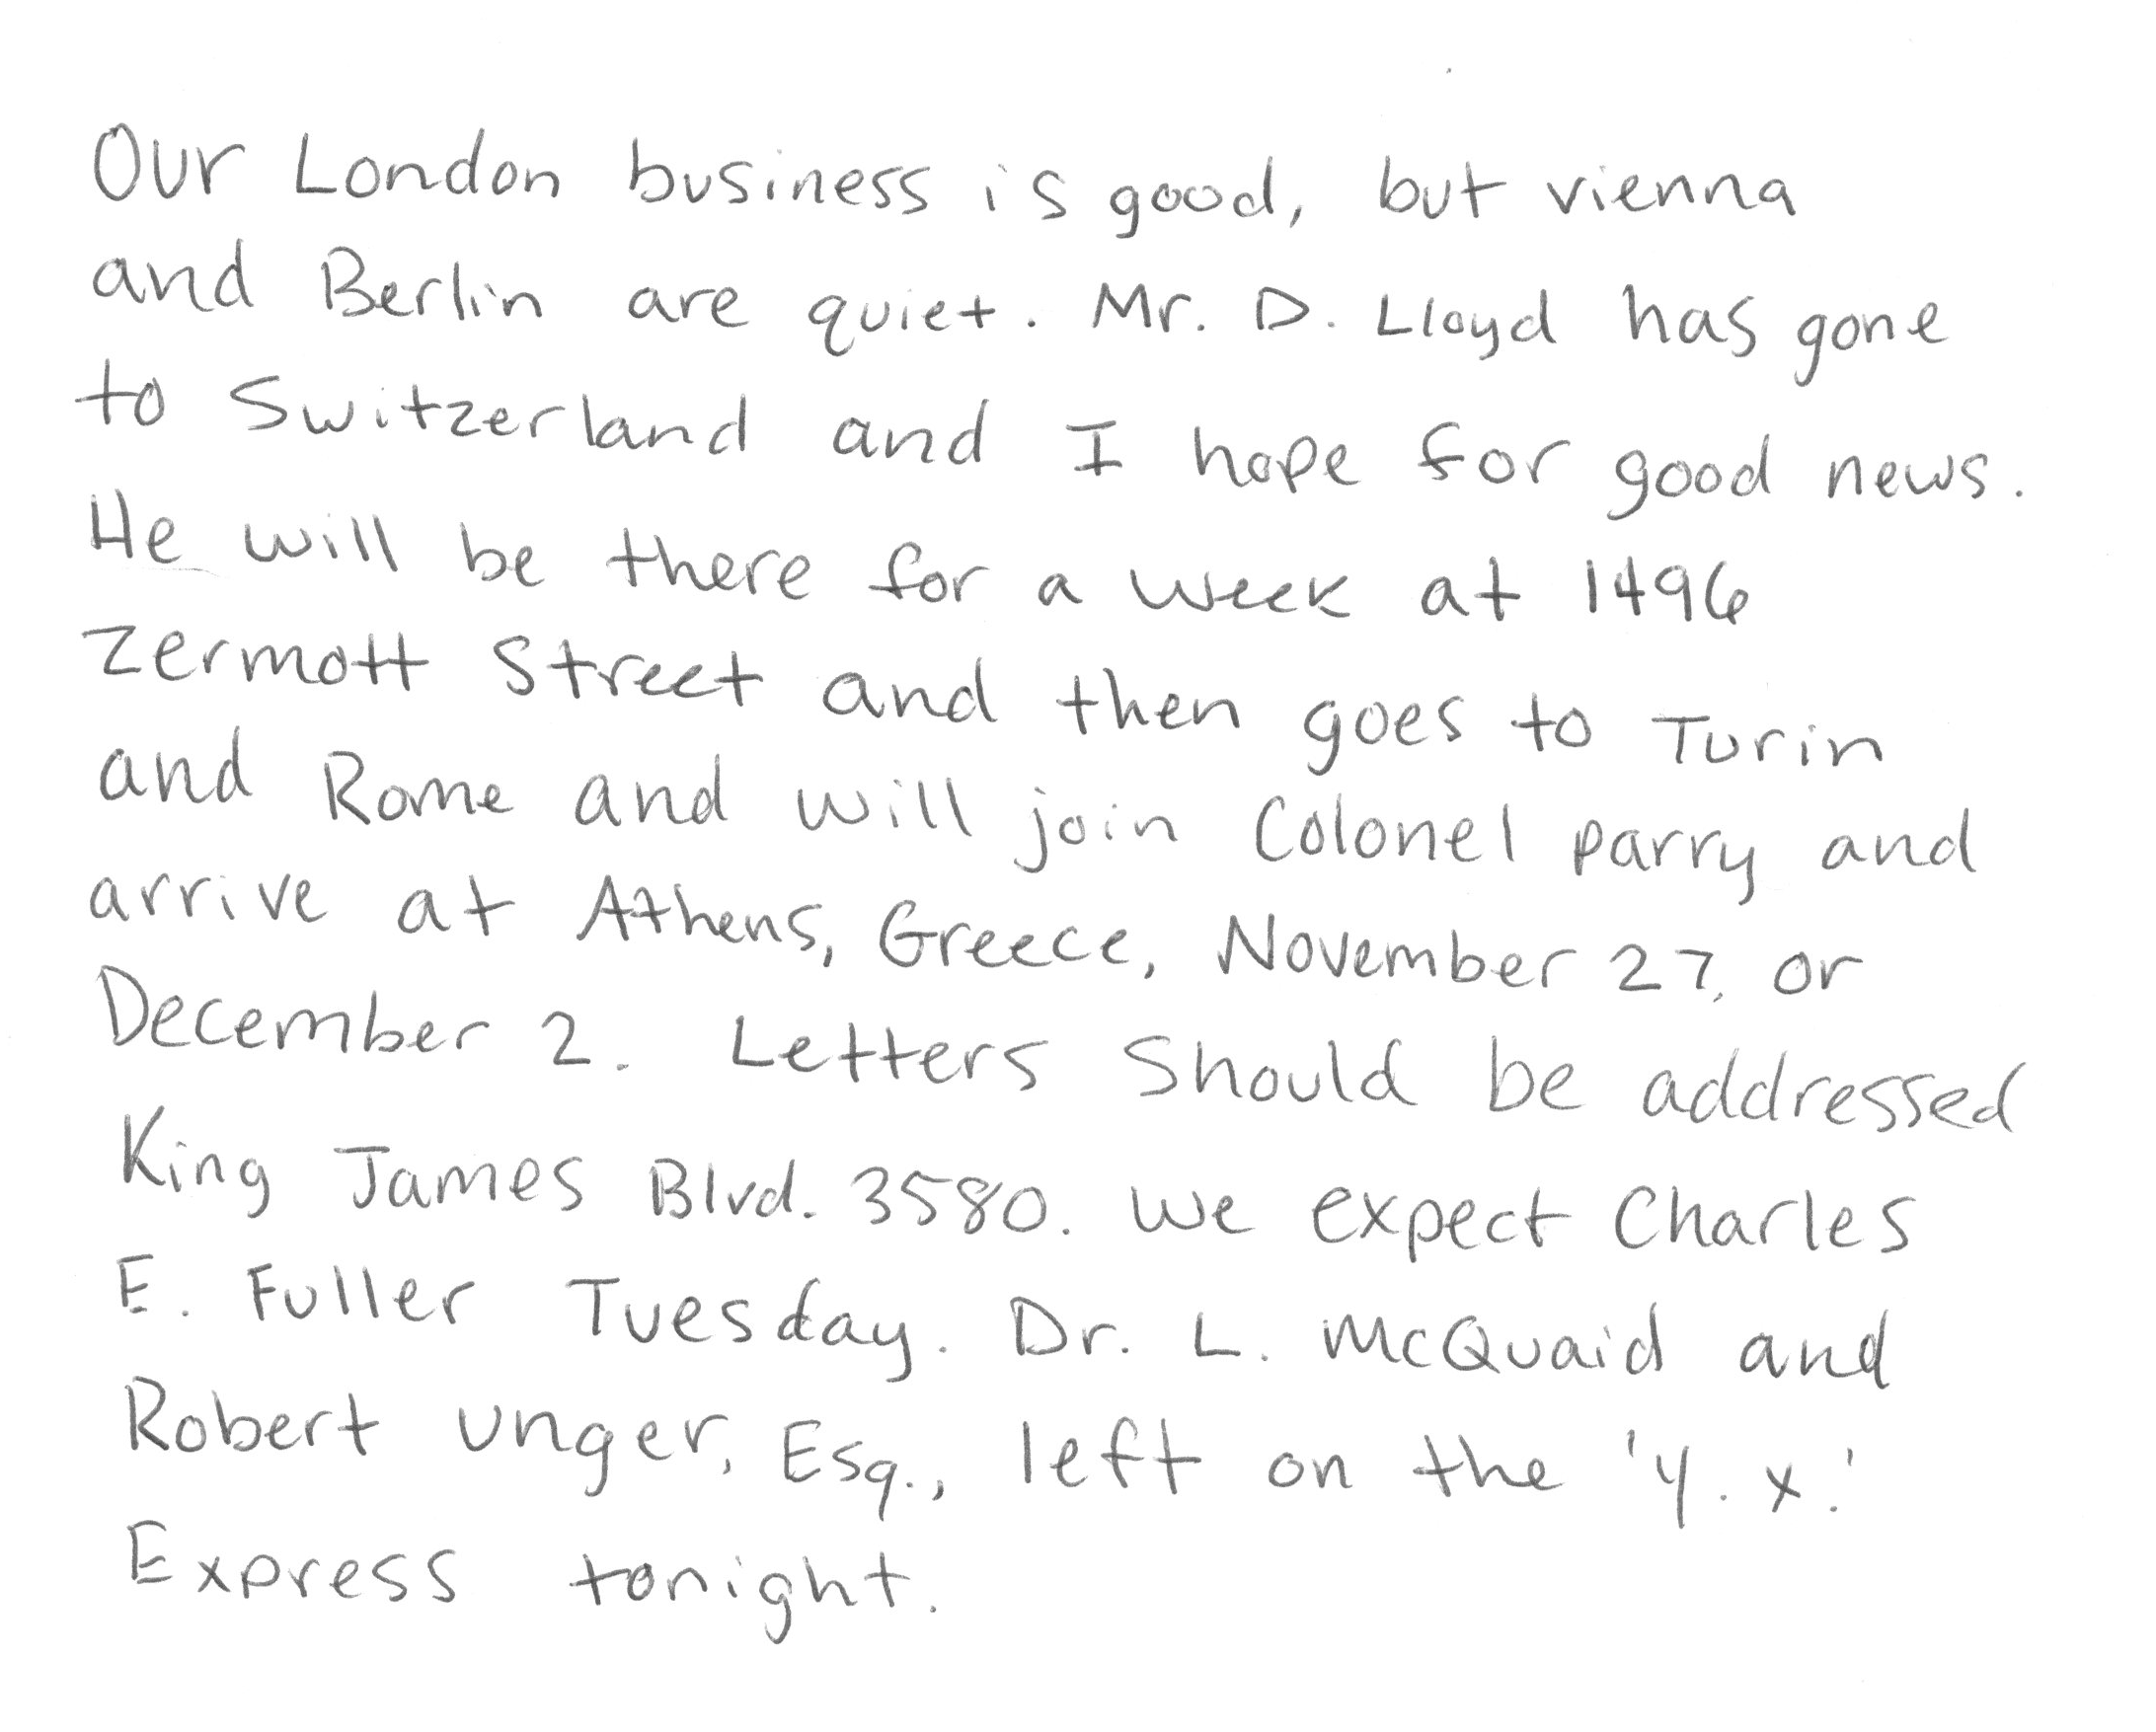 Our London business is good, but vienna
and Berlin are quiet. Mr. D. Lloyd has gone
to Switzerland and I hope for good news.
He will be there for a week at 1496
Zermott Street and then goes to Turin
and Rome and will join Colonel Parry and
arrive at Athens, Greece, November 27, or
December 2. Letters Should be addressed
King James Blvd. 3580. We expect Charles
E. Fuller Tuesday. Dr. L. McQuaid and
Robert Unger, Esq., left on the 'Y. X.'
Express tonight.